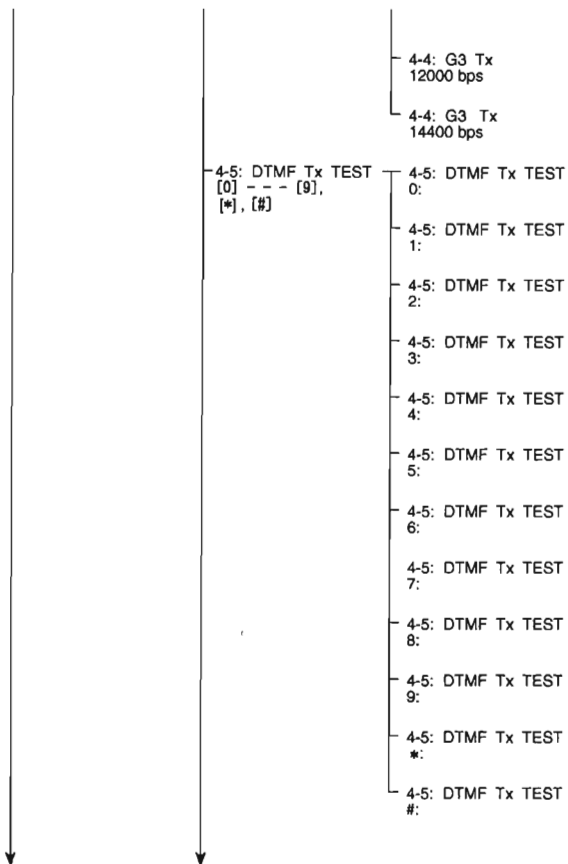 4-4: G3 Tx
12000 bps
4-4: G3 Tx
14400 bps
4-5: DTMF Tx TEST
[0] - - - [9],
[*], [#]
4-5: DTMF Tx TEST
0:
4-5: DTMF Tx TEST
1:
4-5: DTMF Tx TEST
2:
4-5: DTMF Tx TEST
3:
4-5: DTMF Tx TEST
4:
4-5: DTMF Tx TEST
5:
4-5: DTMF Tx TEST
6:
4-5: DTMF Tx TEST
7:
4-5: DTMF Tx TEST
8:
4-5: DTMF Tx TEST
9:
4-5: DTMF Tx TEST
*:
4-5: DTMF Tx TEST
#: